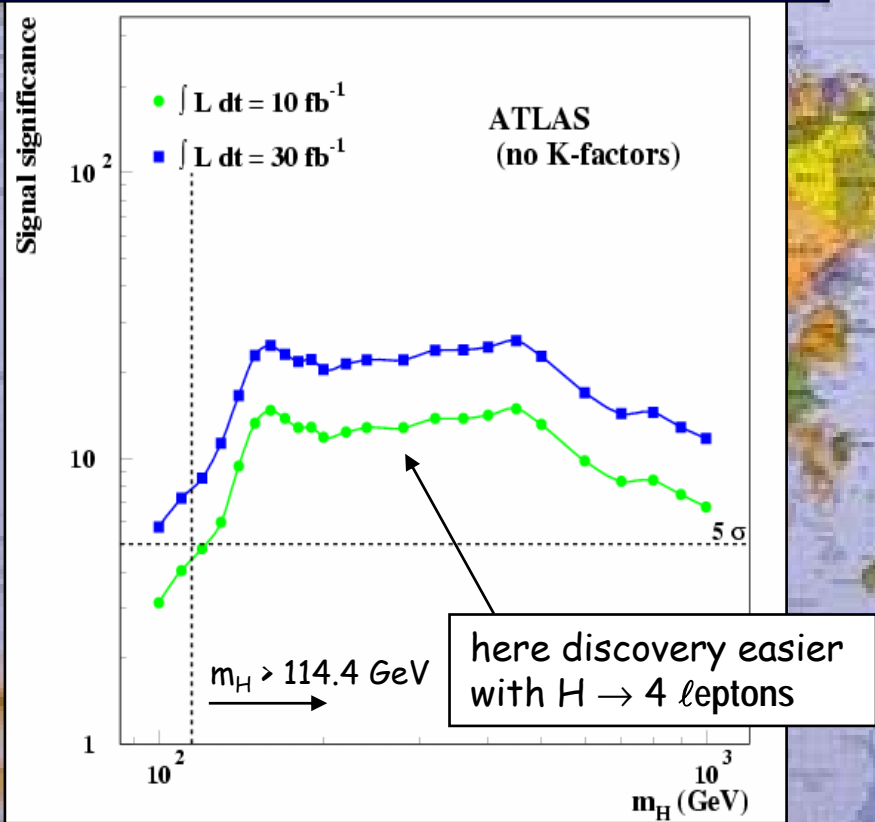 Signal significance
∫ L dt = 10 fb⁻¹
∫ L dt = 30 fb⁻¹
ATLAS
(no K-factors)
10²
10
1
5 σ
m_H > 114.4 GeV
here discovery easier
with H → 4 ℓeptons
10²
10³
m_H (GeV)